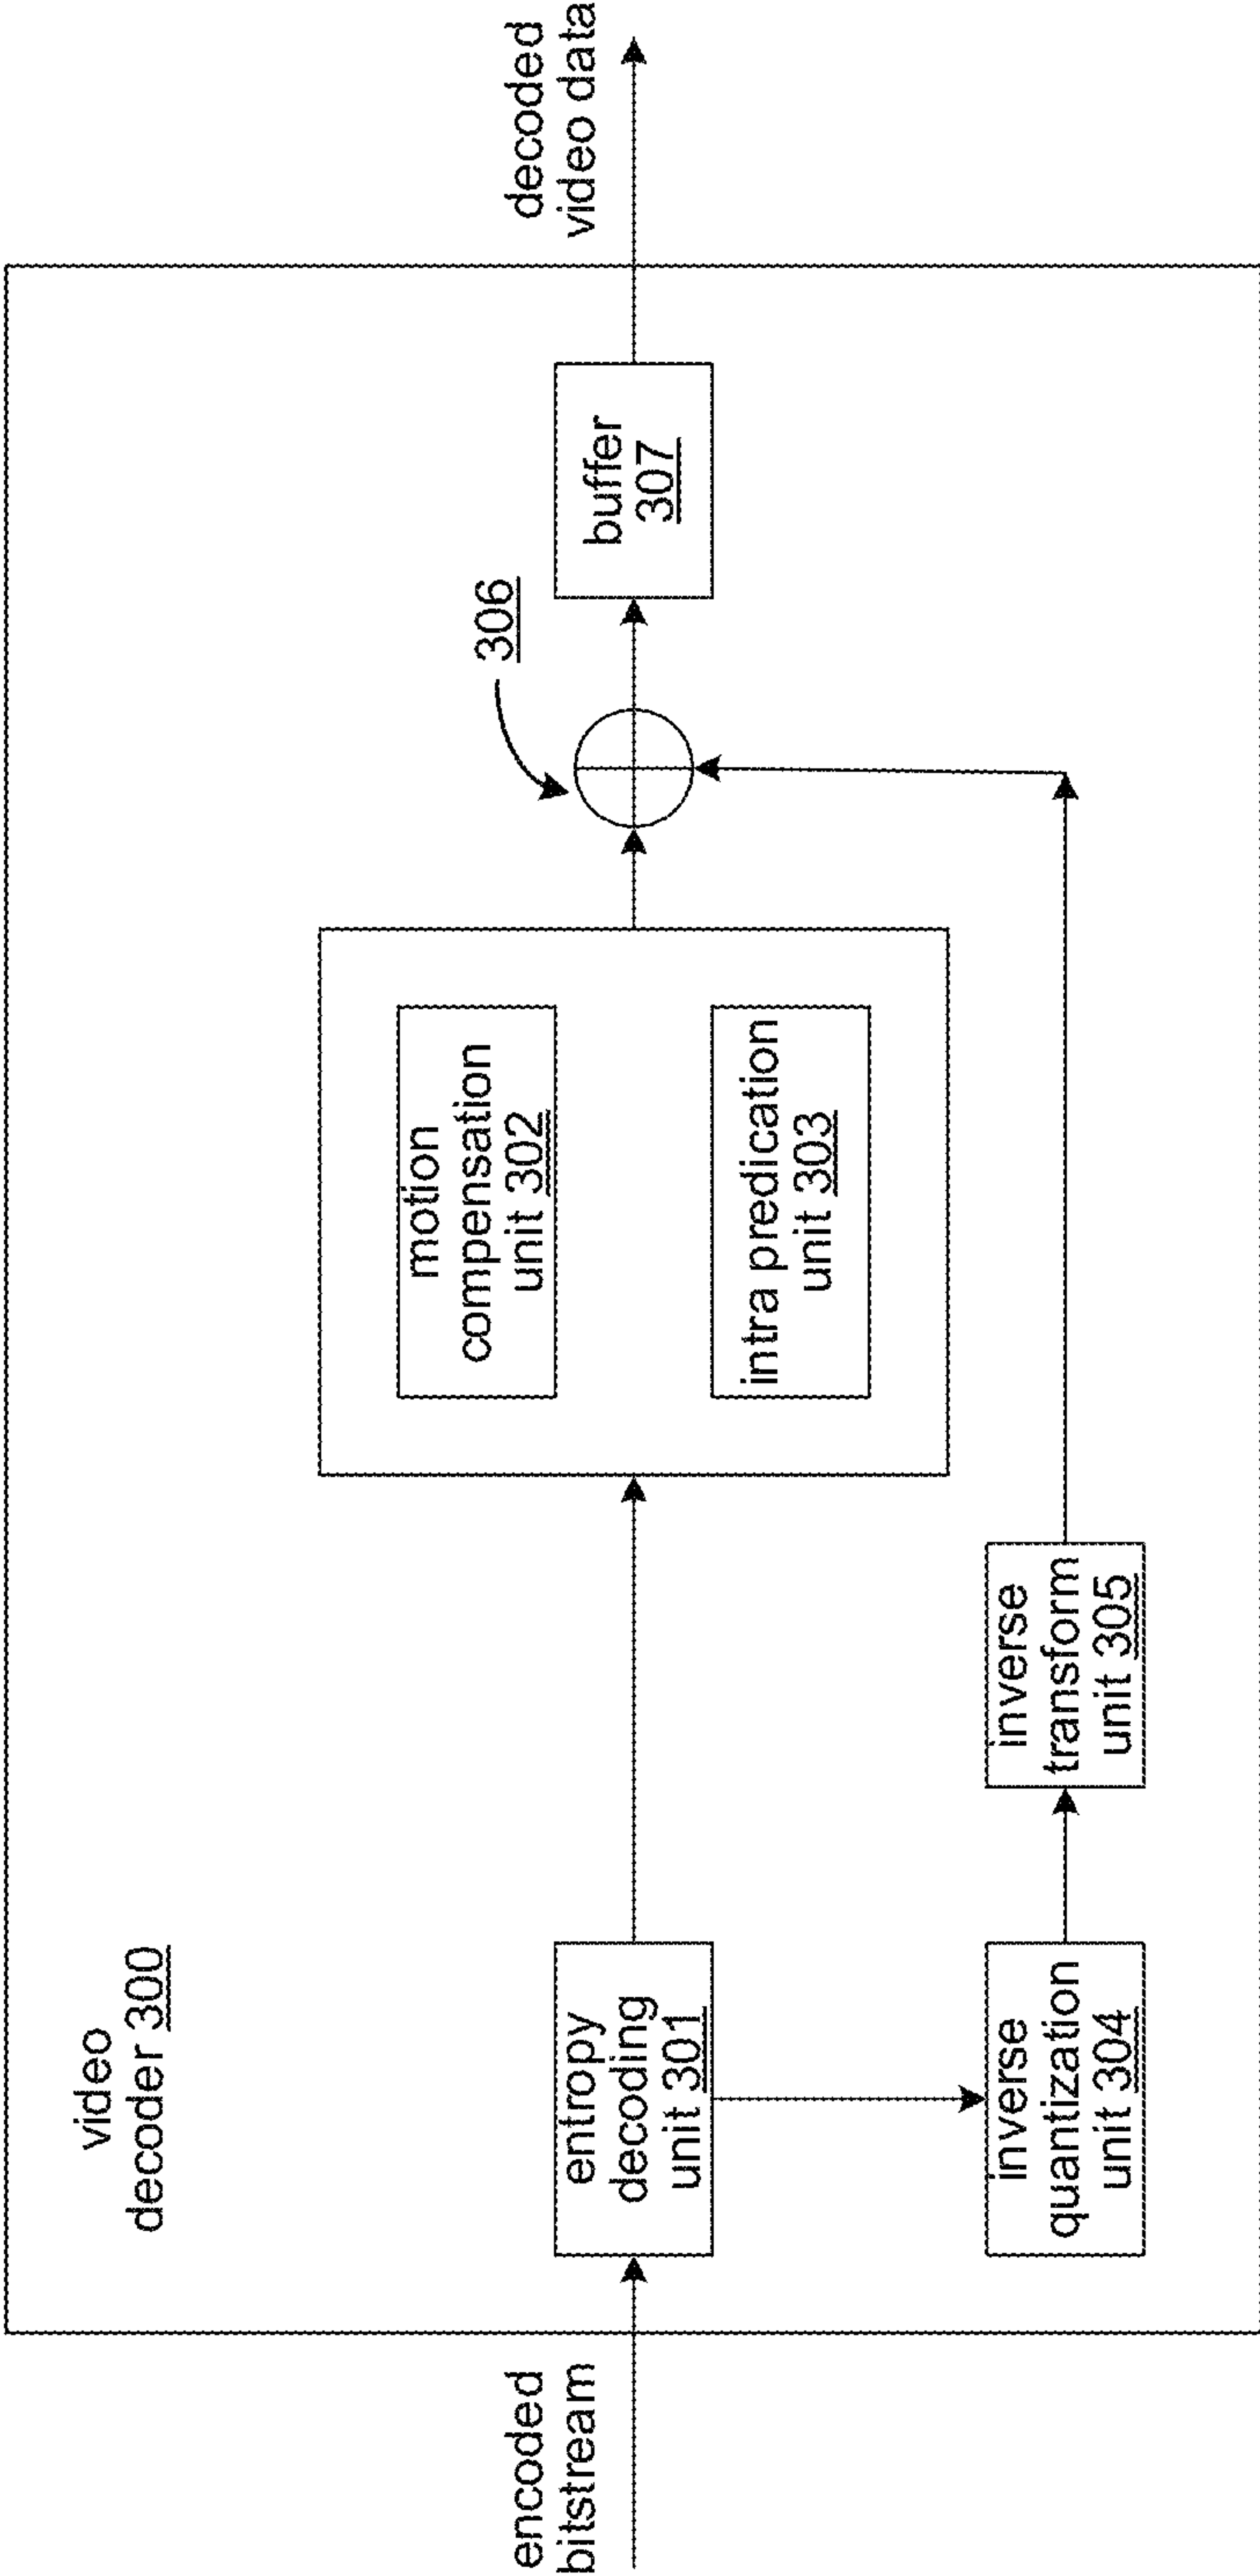 video
decoder 300
encoded
bitstream
entropy
decoding
unit 301
inverse
quantization
unit 304
inverse
transform
unit 305
motion
compensation
unit 302
intra predication
unit 303
306
buffer
307
decoded
video data